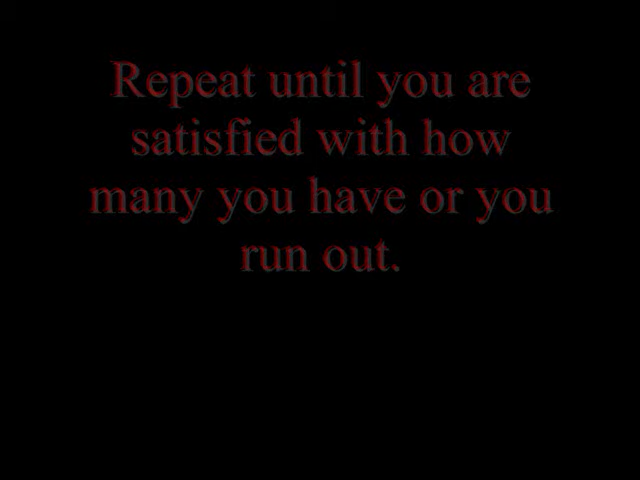 Repeat until you are
satisfied with how
many you have or you
run out.